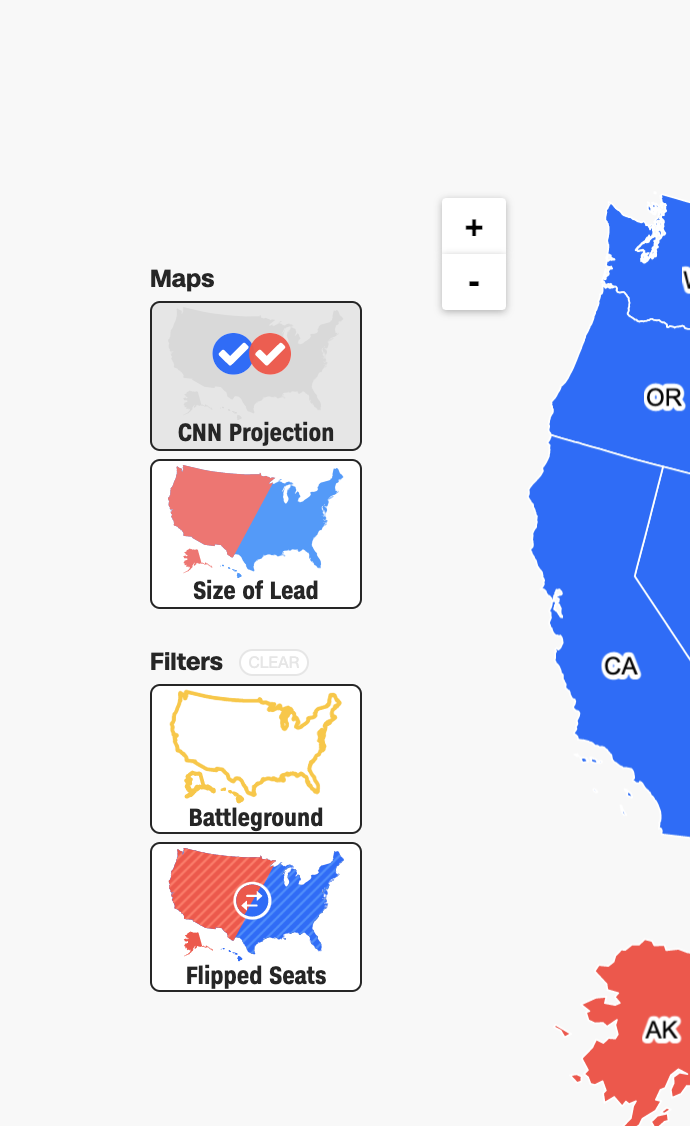 +
-
Maps
CNN Projection
Size of Lead
Filters CLEAR
Battleground
Flipped Seats
OR
CA
AK